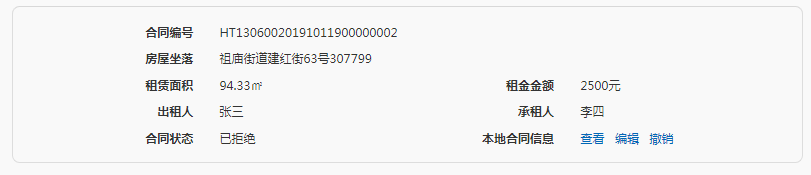 合同编号 HT13060020191011900000002
房屋坐落 祖庙街道建红街63号307799
租赁面积 94.33㎡ 租金金额 2500元
出租人 张三 承租人 李四
合同状态 已拒绝 本地合同信息 查看 编辑 撤销